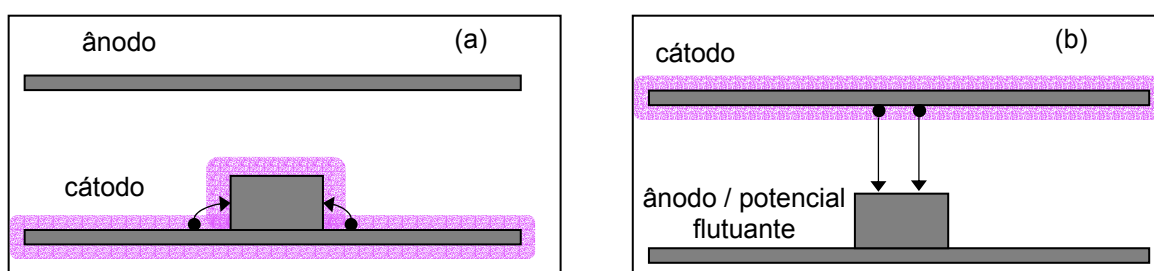 ânodo
(a)
cátodo
(b)
cátodo
ânodo / potencial
flutuante